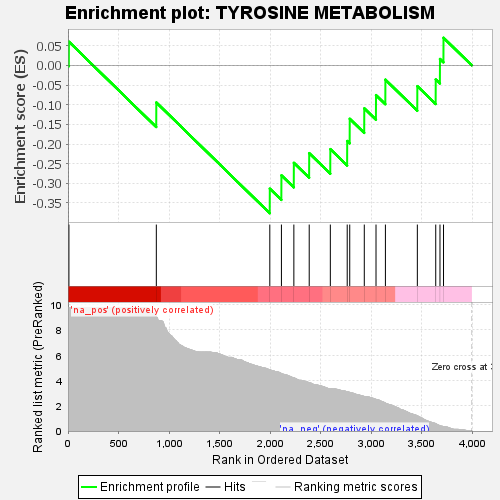 Enrichment plot: TYROSINE METABOLISM
Enrichment score (ES)
0.05
0.00
-0.05
-0.10
-0.15
-0.20
-0.25
-0.30
-0.35
'na_pos' (positively correlated)
Ranked list metric (PreRanked)
10
8
6
4
2
0
Zero cross at 3
'na_neg' (negatively correlated)
0 500 1,000 1,500 2,000 2,500 3,000 3,500 4,000
Rank in Ordered Dataset
Enrichment profile Hits Ranking metric scores